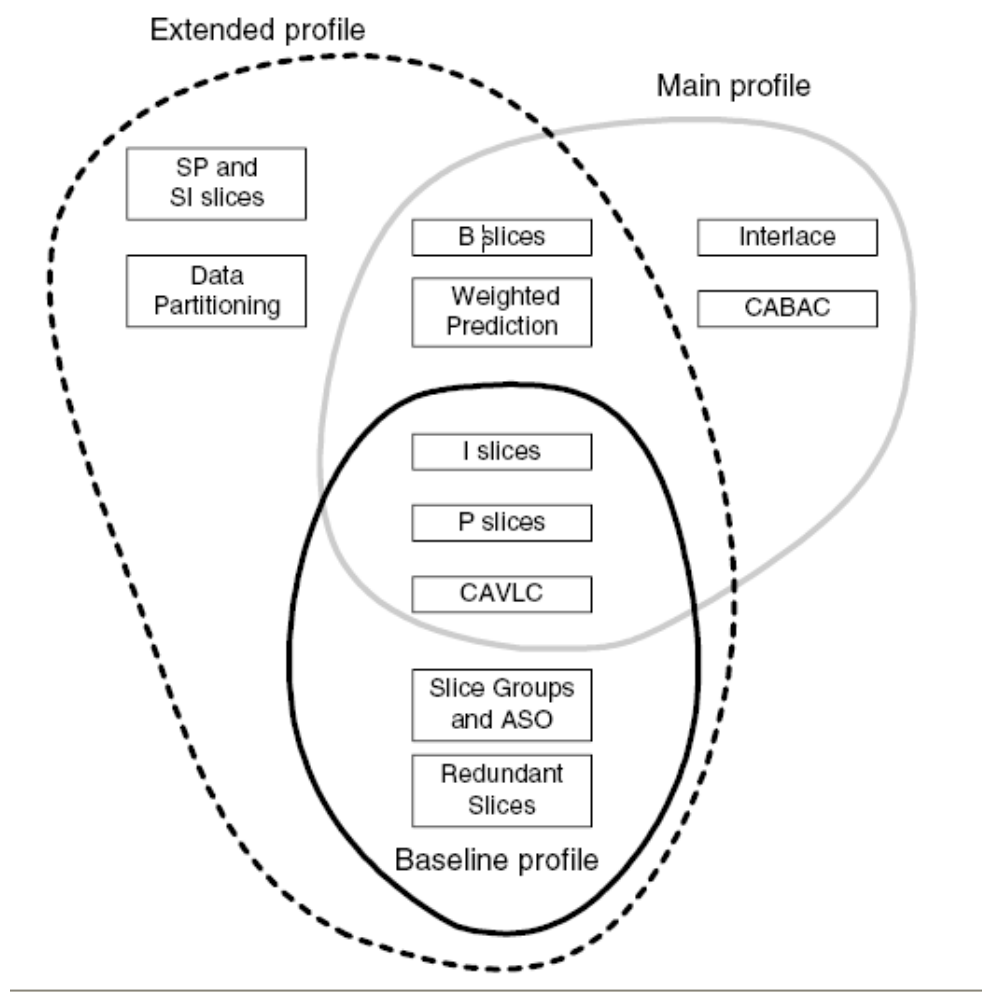 Extended profile
Main profile
SP and
SI slices
B slices
Interlace
Data
Partitioning
Weighted
Prediction
CABAC
I slices
P slices
CAVLC
Slice Groups
and ASO
Redundant
Slices
Baseline profile